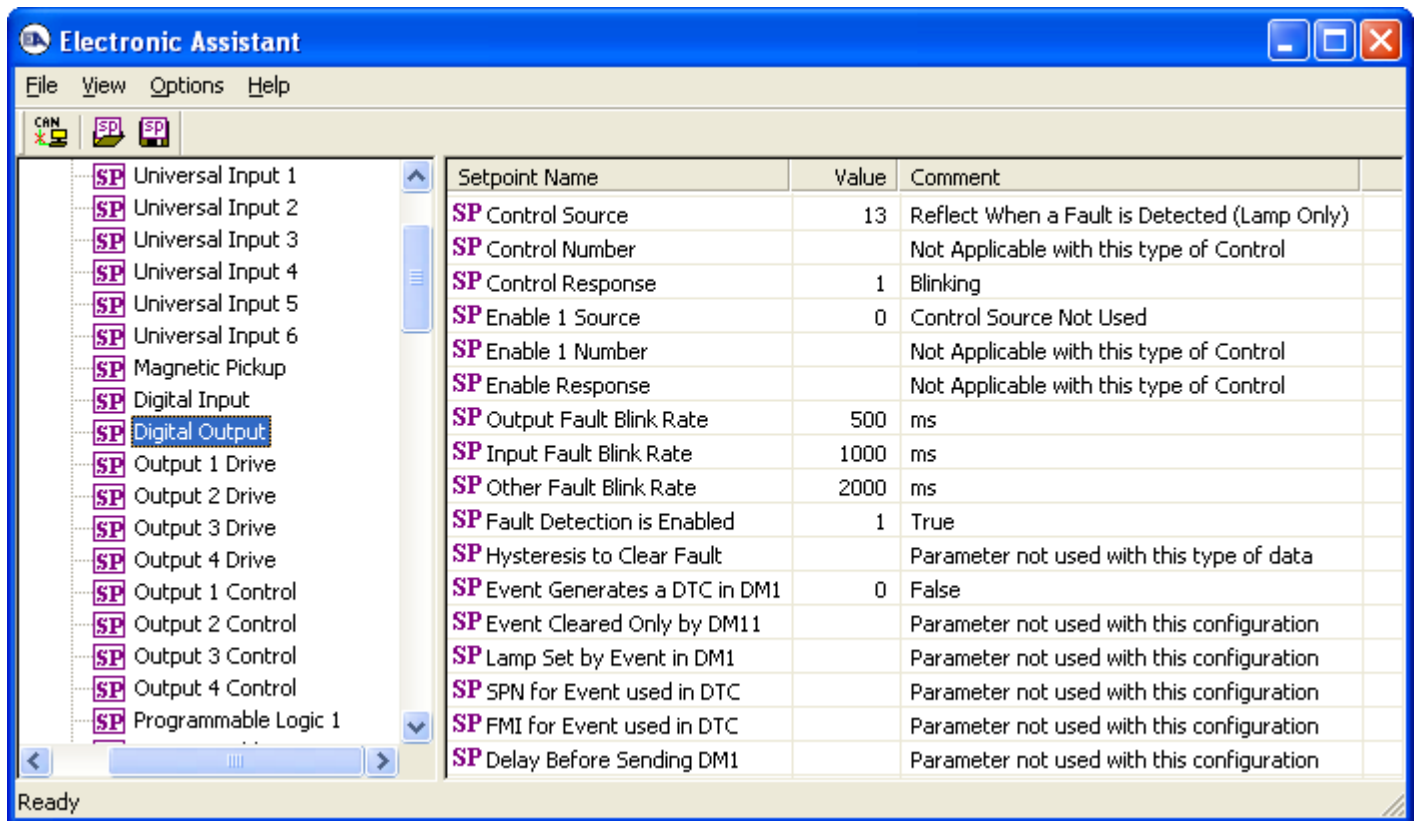 Electronic Assistant
File View Options Help
CAN
SP SP
SP Universal Input 1
SP Universal Input 2
SP Universal Input 3
SP Universal Input 4
SP Universal Input 5
SP Universal Input 6
SP Magnetic Pickup
SP Digital Input
SP Digital Output
SP Output 1 Drive
SP Output 2 Drive
SP Output 3 Drive
SP Output 4 Drive
SP Output 1 Control
SP Output 2 Control
SP Output 3 Control
SP Output 4 Control
SP Programmable Logic 1
Setpoint Name Value Comment
SP Control Source 13 Reflect When a Fault is Detected (Lamp Only)
SP Control Number Not Applicable with this type of Control
SP Control Response 1 Blinking
SP Enable 1 Source 0 Control Source Not Used
SP Enable 1 Number Not Applicable with this type of Control
SP Enable Response Not Applicable with this type of Control
SP Output Fault Blink Rate 500 ms
SP Input Fault Blink Rate 1000 ms
SP Other Fault Blink Rate 2000 ms
SP Fault Detection is Enabled 1 True
SP Hysteresis to Clear Fault Parameter not used with this type of data
SP Event Generates a DTC in DM1 0 False
SP Event Cleared Only by DM11 Parameter not used with this configuration
SP Lamp Set by Event in DM1 Parameter not used with this configuration
SP SPN for Event used in DTC Parameter not used with this configuration
SP FMI for Event used in DTC Parameter not used with this configuration
SP Delay Before Sending DM1 Parameter not used with this configuration
Ready